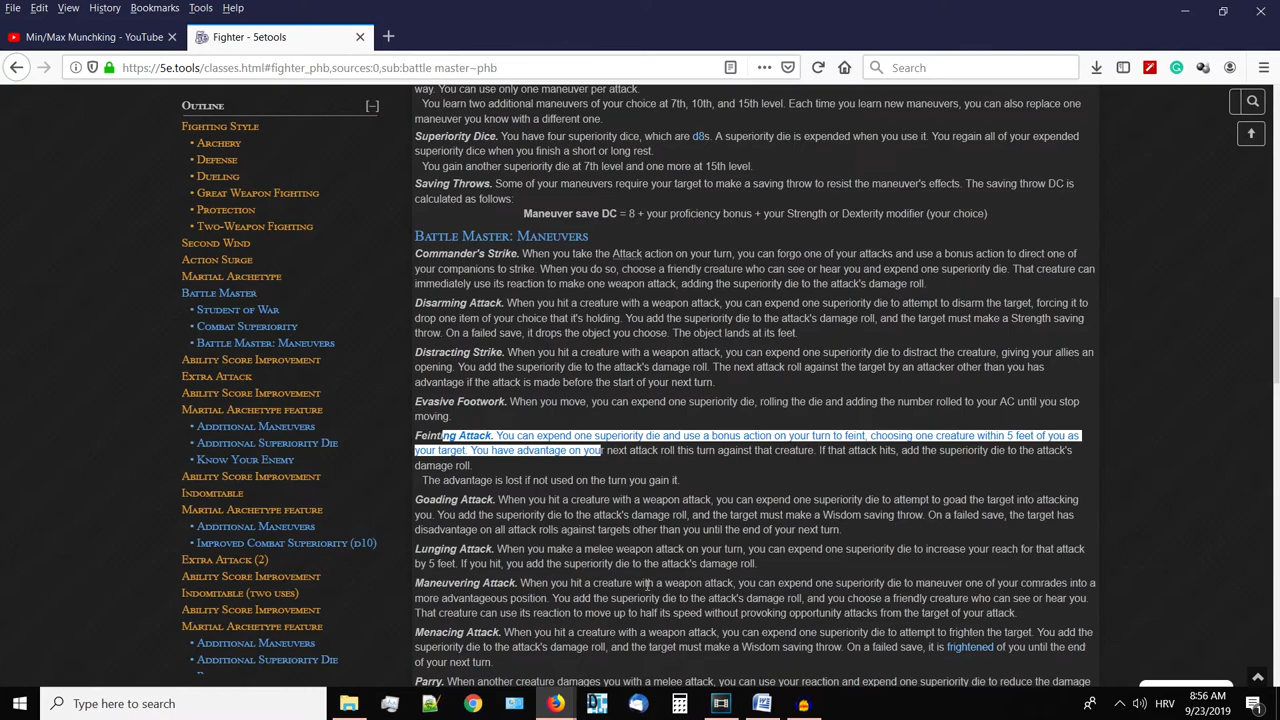 File Edit View History Bookmarks Tools Help
Min/Max Munchking - YouTube
Fighter - 5etools
https://5e.tools/classes.html#fighter_phb,sources:0,sub:battle master~phb
Search
Outline [–]
Fighting Style
• Archery
• Defense
• Dueling
• Great Weapon Fighting
• Protection
• Two-Weapon Fighting
Second Wind
Action Surge
Martial Archetype
Battle Master
• Student of War
• Combat Superiority
• Battle Master: Maneuvers
Ability Score Improvement
Extra Attack
Ability Score Improvement
Martial Archetype feature
• Additional Maneuvers
• Additional Superiority Die
• Know Your Enemy
Ability Score Improvement
Indomitable
Martial Archetype feature
• Additional Maneuvers
• Improved Combat Superiority (d10)
Extra Attack (2)
Ability Score Improvement
Indomitable (two uses)
Ability Score Improvement
Martial Archetype feature
• Additional Maneuvers
• Additional Superiority Die
way. You can use only one maneuver per attack.
You learn two additional maneuvers of your choice at 7th, 10th, and 15th level. Each time you learn new maneuvers, you can also replace one
maneuver you know with a different one.
Superiority Dice. You have four superiority dice, which are d8s. A superiority die is expended when you use it. You regain all of your expended
superiority dice when you finish a short or long rest.
You gain another superiority die at 7th level and one more at 15th level.
Saving Throws. Some of your maneuvers require your target to make a saving throw to resist the maneuver's effects. The saving throw DC is
calculated as follows:
Maneuver save DC = 8 + your proficiency bonus + your Strength or Dexterity modifier (your choice)
Battle Master: Maneuvers
Commander's Strike. When you take the Attack action on your turn, you can forgo one of your attacks and use a bonus action to direct one of
your companions to strike. When you do so, choose a friendly creature who can see or hear you and expend one superiority die. That creature can
immediately use its reaction to make one weapon attack, adding the superiority die to the attack's damage roll.
Disarming Attack. When you hit a creature with a weapon attack, you can expend one superiority die to attempt to disarm the target, forcing it to
drop one item of your choice that it's holding. You add the superiority die to the attack's damage roll, and the target must make a Strength saving
throw. On a failed save, it drops the object you choose. The object lands at its feet.
Distracting Strike. When you hit a creature with a weapon attack, you can expend one superiority die to distract the creature, giving your allies an
opening. You add the superiority die to the attack's damage roll. The next attack roll against the target by an attacker other than you has
advantage if the attack is made before the start of your next turn.
Evasive Footwork. When you move, you can expend one superiority die, rolling the die and adding the number rolled to your AC until you stop
moving.
Feinting Attack. You can expend one superiority die and use a bonus action on your turn to feint, choosing one creature within 5 feet of you as
your target. You have advantage on your next attack roll this turn against that creature. If that attack hits, add the superiority die to the attack's
damage roll.
The advantage is lost if not used on the turn you gain it.
Goading Attack. When you hit a creature with a weapon attack, you can expend one superiority die to attempt to goad the target into attacking
you. You add the superiority die to the attack's damage roll, and the target must make a Wisdom saving throw. On a failed save, the target has
disadvantage on all attack rolls against targets other than you until the end of your next turn.
Lunging Attack. When you make a melee weapon attack on your turn, you can expend one superiority die to increase your reach for that attack
by 5 feet. If you hit, you add the superiority die to the attack's damage roll.
Maneuvering Attack. When you hit a creature with a weapon attack, you can expend one superiority die to maneuver one of your comrades into a
more advantageous position. You add the superiority die to the attack's damage roll, and you choose a friendly creature who can see or hear you.
That creature can use its reaction to move up to half its speed without provoking opportunity attacks from the target of your attack.
Menacing Attack. When you hit a creature with a weapon attack, you can expend one superiority die to attempt to frighten the target. You add the
superiority die to the attack's damage roll, and the target must make a Wisdom saving throw. On a failed save, it is frightened of you until the end
of your next turn.
Parry. When another creature damages you with a melee attack, you can use your reaction and expend one superiority die to reduce the damage
Type here to search
HRV
8:56 AM
9/23/2019